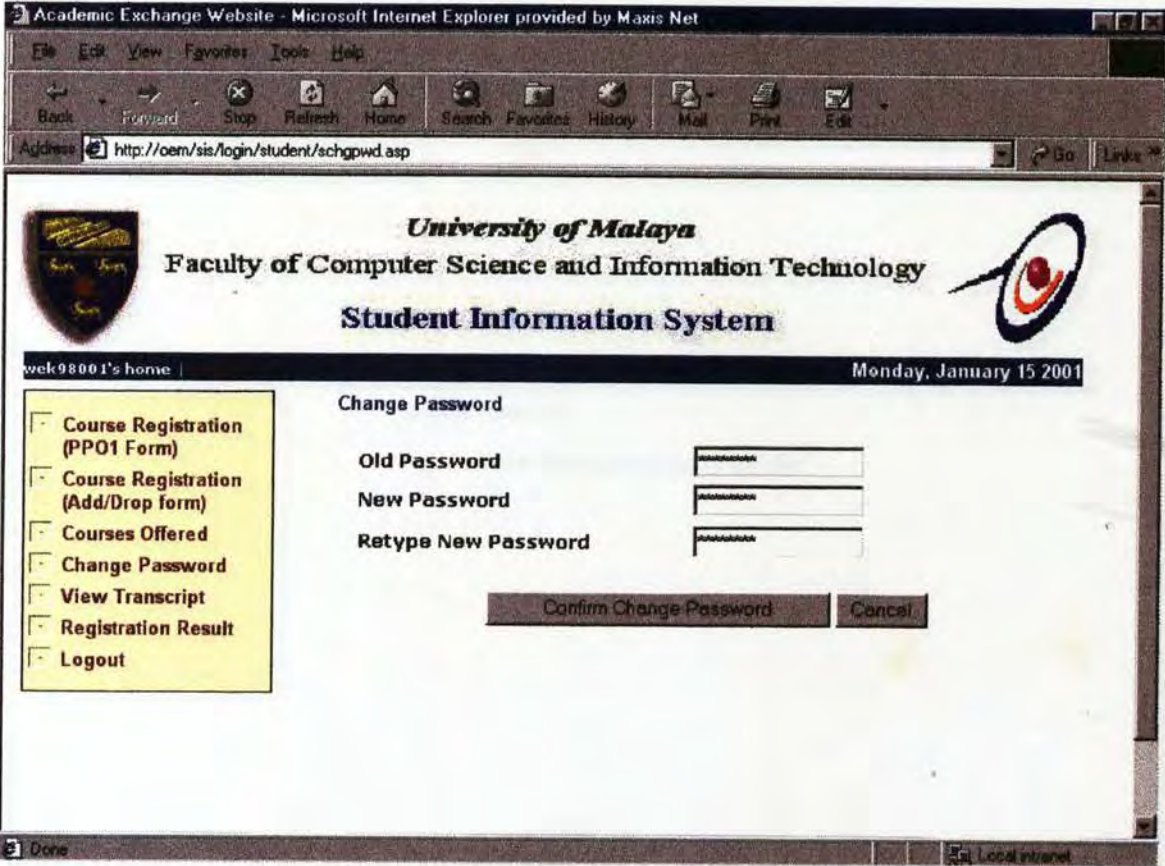 Academic Exchange Website - Microsoft Internet Explorer provided by Maxis Net
File Edit View Favorites Tools Help
Back Forward Stop Refresh Home Search Favorites History Mail Print Edit
Address http://oem/sis/login/student/schgpwd.asp Go Links »
University of Malaya
Faculty of Computer Science and Information Technology
Student Information System
wek98001's home | Monday, January 15 2001
Course Registration
(PPO1 Form)
Course Registration
(Add/Drop form)
Courses Offered
Change Password
View Transcript
Registration Result
Logout
Change Password
Old Password ********
New Password ********
Retype New Password ********
Confirm Change Password Cancel
Done Local intranet